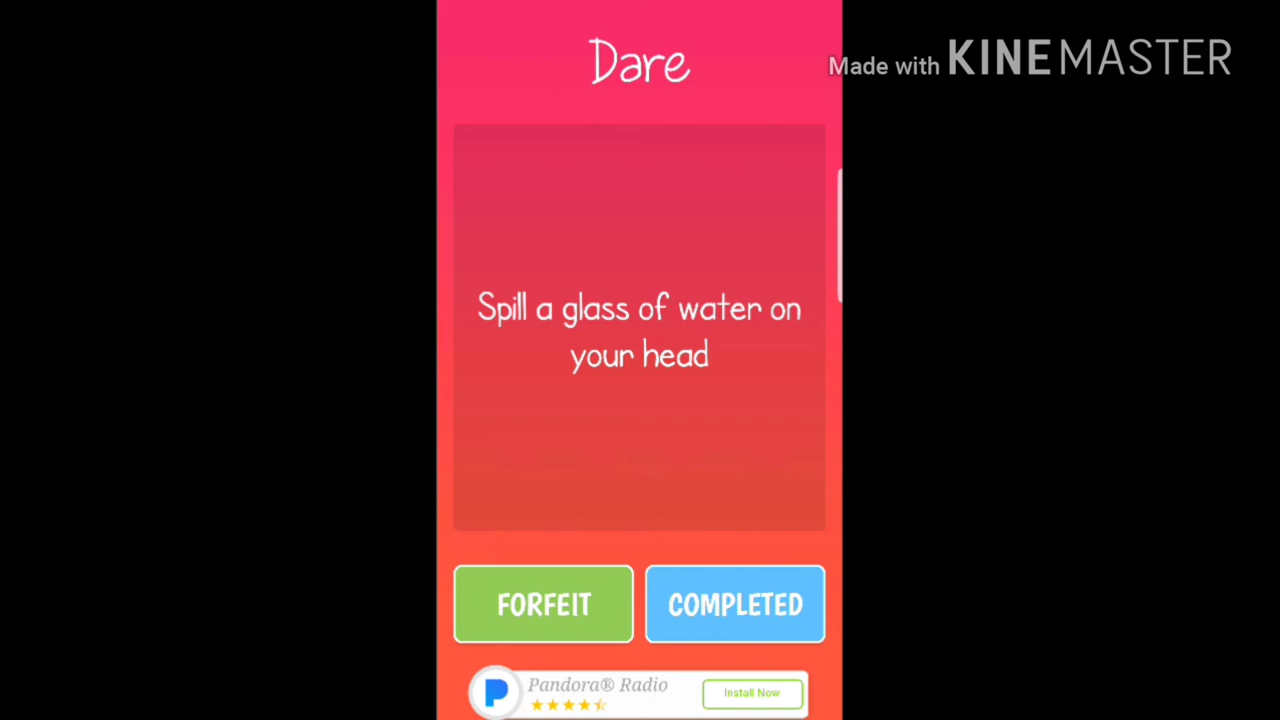 Dare
Made with KINEMASTER
Spill a glass of water on
your head
FORFEIT
COMPLETED
Pandora® Radio
Install Now